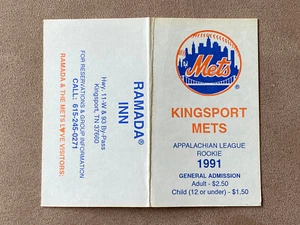 Mets
KINGSPORT
METS
APPALACHIAN LEAGUE
ROOKIE
1991
GENERAL ADMISSION
Adult - $2.50
Child (12 or under) - $1.50
RAMADA®
INN
Hwy. 11-W & 93 By-Pass
Kingsport, TN 37660
FOR RESERVATIONS & GROUP INFORMATION
CALL: 615-245-0271
RAMADA & THE METS L♥VE VISITORS: